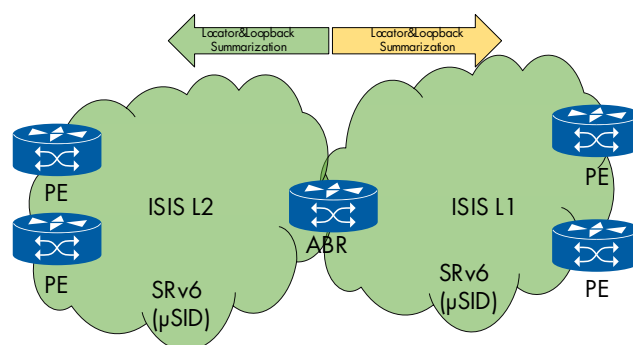 Locator&Loopback
Summarization
Locator&Loopback
Summarization
PE
PE
ISIS L2
ABR
ISIS L1
PE
PE
SRv6
(µSID)
SRv6
(µSID)